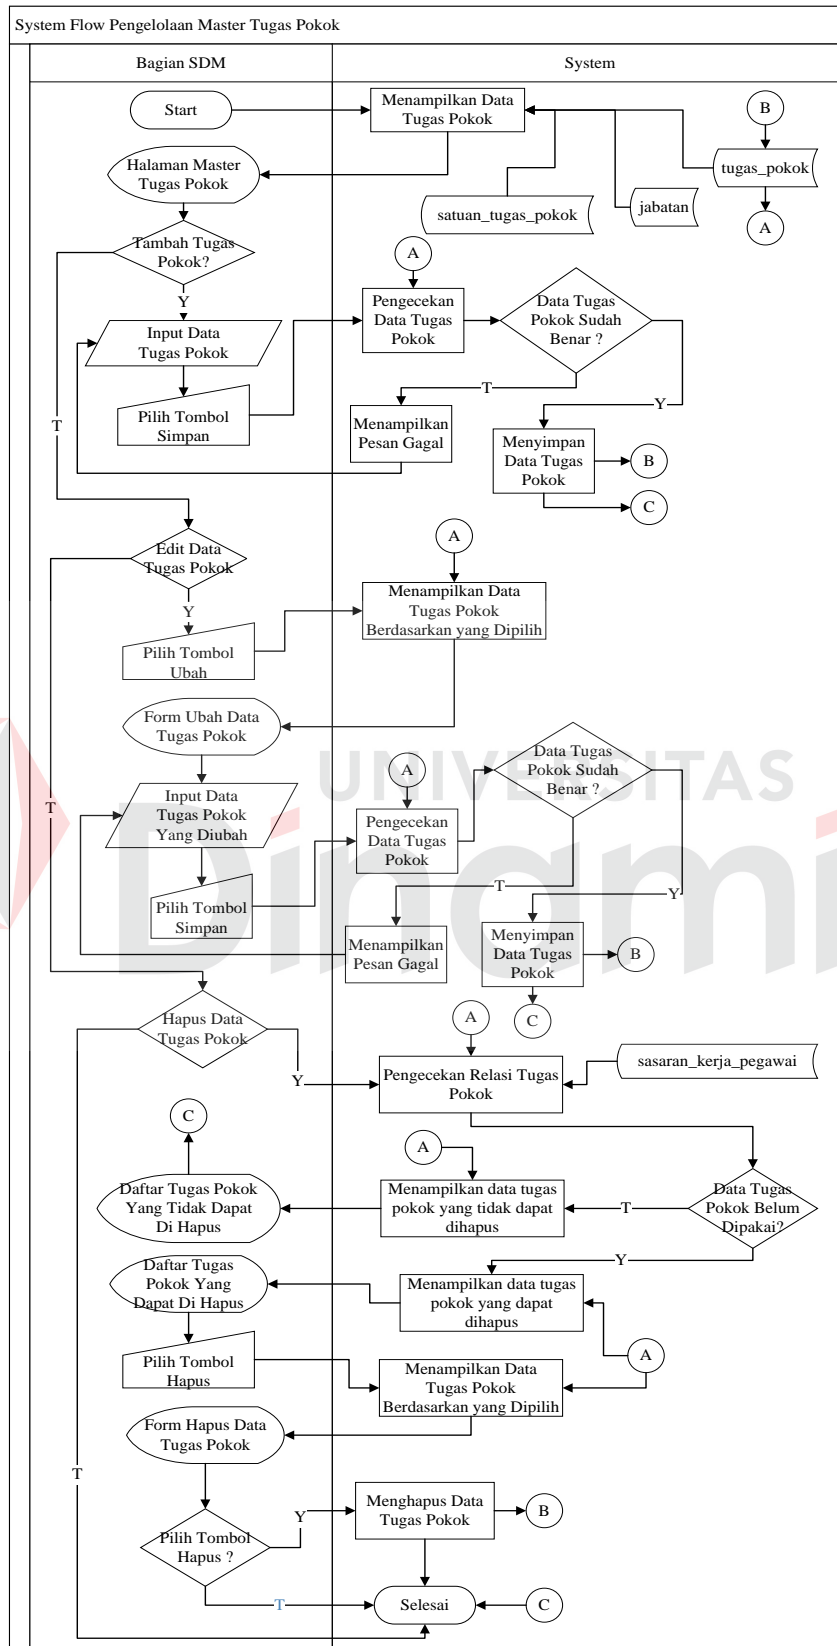 System Flow Pengelolaan Master Tugas Pokok
Bagian SDM
System
Start
Menampilkan Data
Tugas Pokok
B
Halaman Master
Tugas Pokok
tugas_pokok
satuan_tugas_pokok
jabatan
A
Tambah Tugas
Pokok?
A
Y
Pengecekan
Data Tugas
Pokok
Data Tugas
Pokok Sudah
Benar ?
Input Data
Tugas Pokok
T
Y
Pilih Tombol
Simpan
T
Menampilkan
Pesan Gagal
Menyimpan
Data Tugas
Pokok
B
C
Edit Data
Tugas Pokok
A
Y
Menampilkan Data
Tugas Pokok
Berdasarkan yang Dipilih
Pilih Tombol
Ubah
Form Ubah Data
Tugas Pokok
UNIVERSITAS
Dinami
Data Tugas
Pokok Sudah
Benar ?
A
T
Input Data
Tugas Pokok
Yang Diubah
Pengecekan
Data Tugas
Pokok
T
Y
Pilih Tombol
Simpan
Menampilkan
Pesan Gagal
Menyimpan
Data Tugas
Pokok
B
C
Hapus Data
Tugas Pokok
A
Y
Pengecekan Relasi Tugas
Pokok
sasaran_kerja_pegawai
C
A
Daftar Tugas Pokok
Yang Tidak Dapat
Di Hapus
Menampilkan data tugas
pokok yang tidak dapat
dihapus
T
Data Tugas
Pokok Belum
Dipakai?
Y
Daftar Tugas
Pokok Yang
Dapat Di Hapus
Menampilkan data tugas
pokok yang dapat
dihapus
A
Pilih Tombol
Hapus
Menampilkan Data
Tugas Pokok
Berdasarkan yang Dipilih
Form Hapus Data
Tugas Pokok
T
Y
Menghapus Data
Tugas Pokok
B
Pilih Tombol
Hapus ?
T
Selesai
C